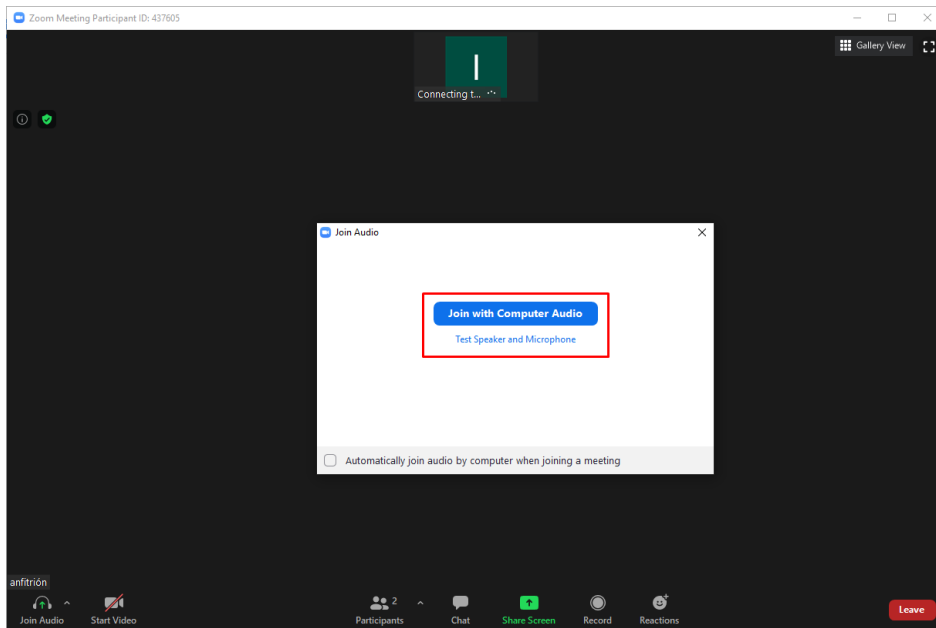 Zoom Meeting Participant ID: 437605
Gallery View
I
Connecting t...
Join Audio
Join with Computer Audio
Test Speaker and Microphone
Automatically join audio by computer when joining a meeting
anfitrión
Join Audio
Start Video
Participants
2
Chat
Share Screen
Record
Reactions
Leave